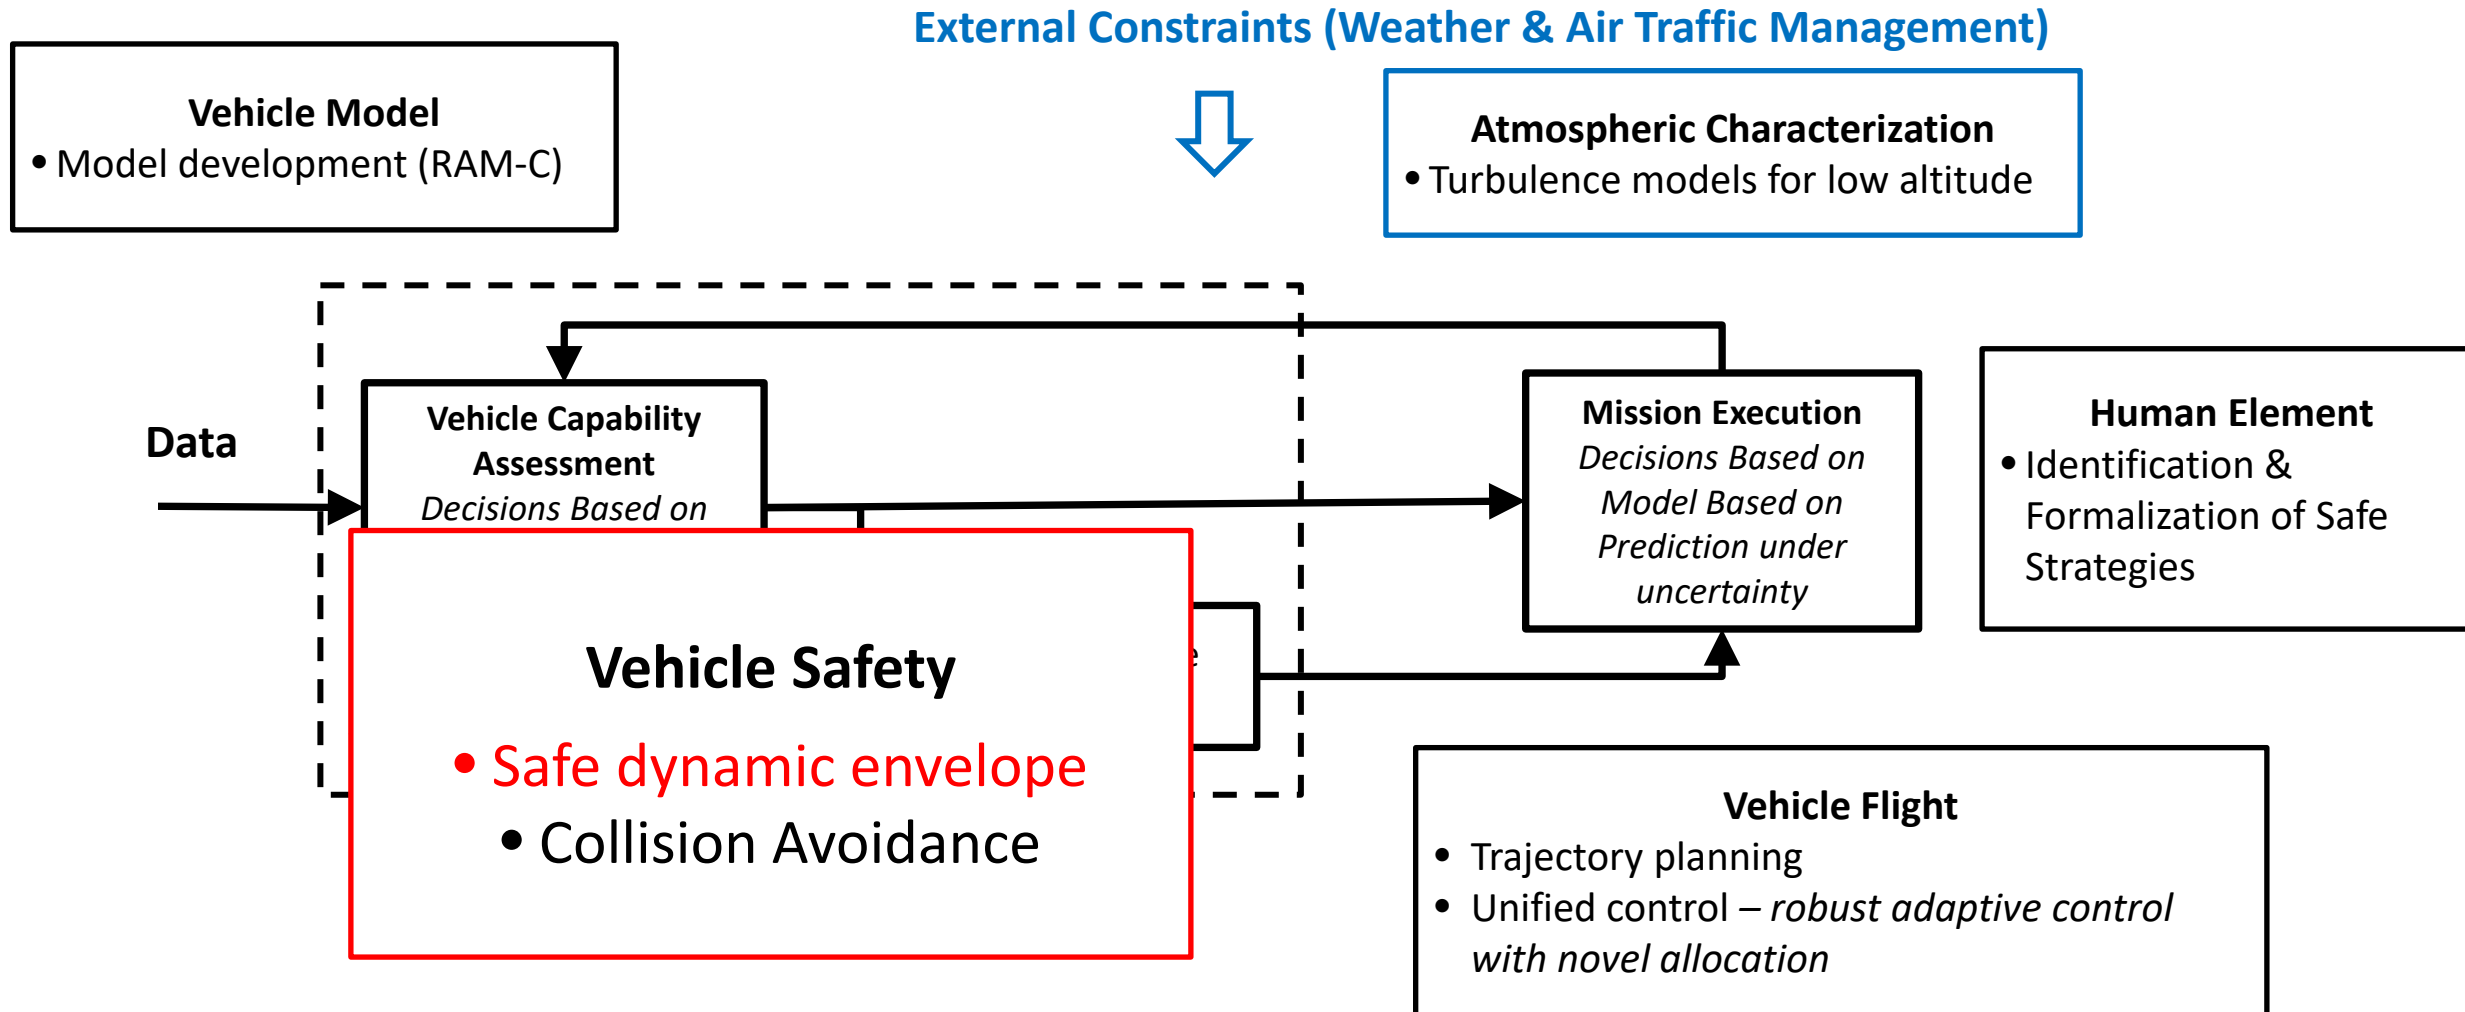 External Constraints (Weather & Air Traffic Management)
Vehicle Model
• Model development (RAM-C)
Atmospheric Characterization
• Turbulence models for low altitude
Data
Vehicle Capability
Assessment
Decisions Based on
Mission Execution
Decisions Based on
Model Based on
Prediction under
uncertainty
Human Element
• Identification &
Formalization of Safe
Strategies
Vehicle Safety
• Safe dynamic envelope
• Collision Avoidance
Vehicle Flight
• Trajectory planning
• Unified control – robust adaptive control
with novel allocation